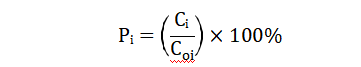 Pᵢ = (Cᵢ / Cₒᵢ) × 100%